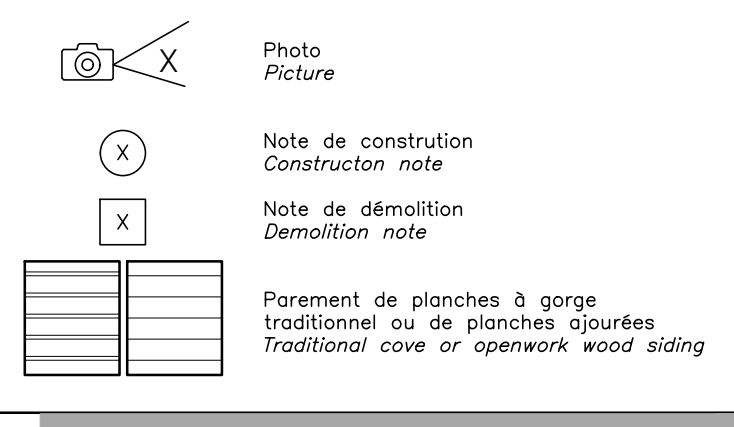 X
Photo
Picture
X
Note de constrution
Constructon note
X
Note de démolition
Demolition note
Parement de planches à gorge
traditionnel ou de planches ajourées
Traditional cove or openwork wood siding